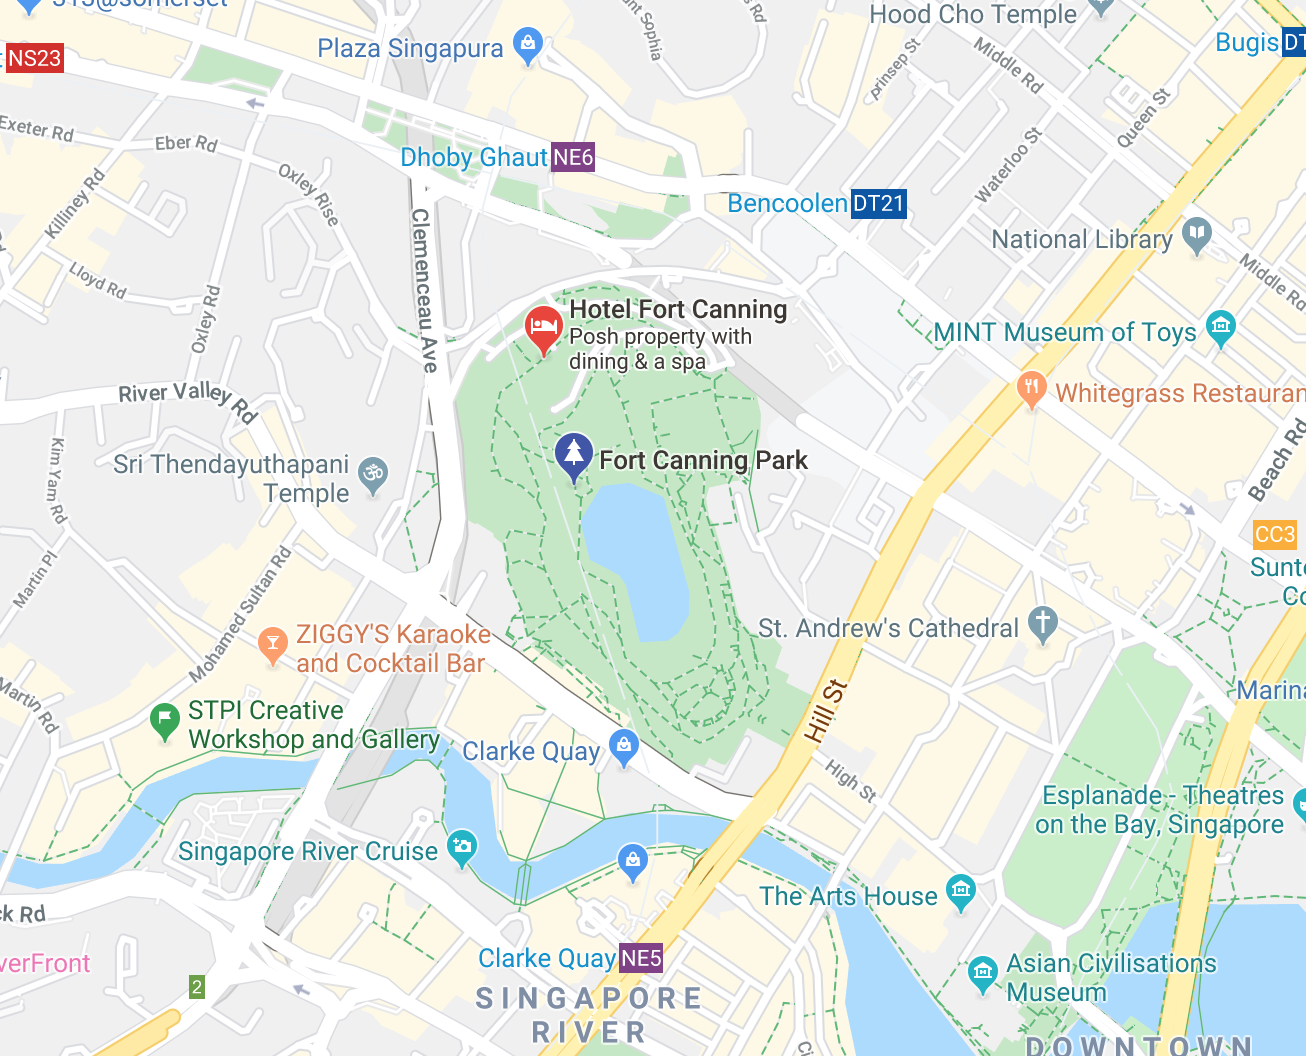 313@somerset
NS23
Plaza Singapura
Mount Sophia
Hood Cho Temple
Bugis DT
Middle Rd
prinsep St
Queen St
Exeter Rd
Eber Rd
Dhoby Ghaut NE6
Oxley Rise
Killiney Rd
Waterloo St
Bencoolen DT21
National Library
Middle Rd
Clemenceau Ave
Lloyd Rd
Oxley Rd
Hotel Fort Canning
Posh property with
dining & a spa
MINT Museum of Toys
Whitegrass Restauran
River Valley Rd
Beach Rd
Kim Yam Rd
Sri Thendayuthapani
Temple
Fort Canning Park
CC3
Sunte
Co
Martin Pl
Mohamed Sultan Rd
ZIGGY'S Karaoke
and Cocktail Bar
St. Andrew's Cathedral
Martin Rd
STPI Creative
Workshop and Gallery
Hill St
Marina
Clarke Quay
High St
Esplanade - Theatres
on the Bay, Singapore
Singapore River Cruise
The Arts House
ck Rd
verFront
2
Clarke Quay NE5
Asian Civilisations
Museum
SINGAPORE
RIVER
DOWNTOWN